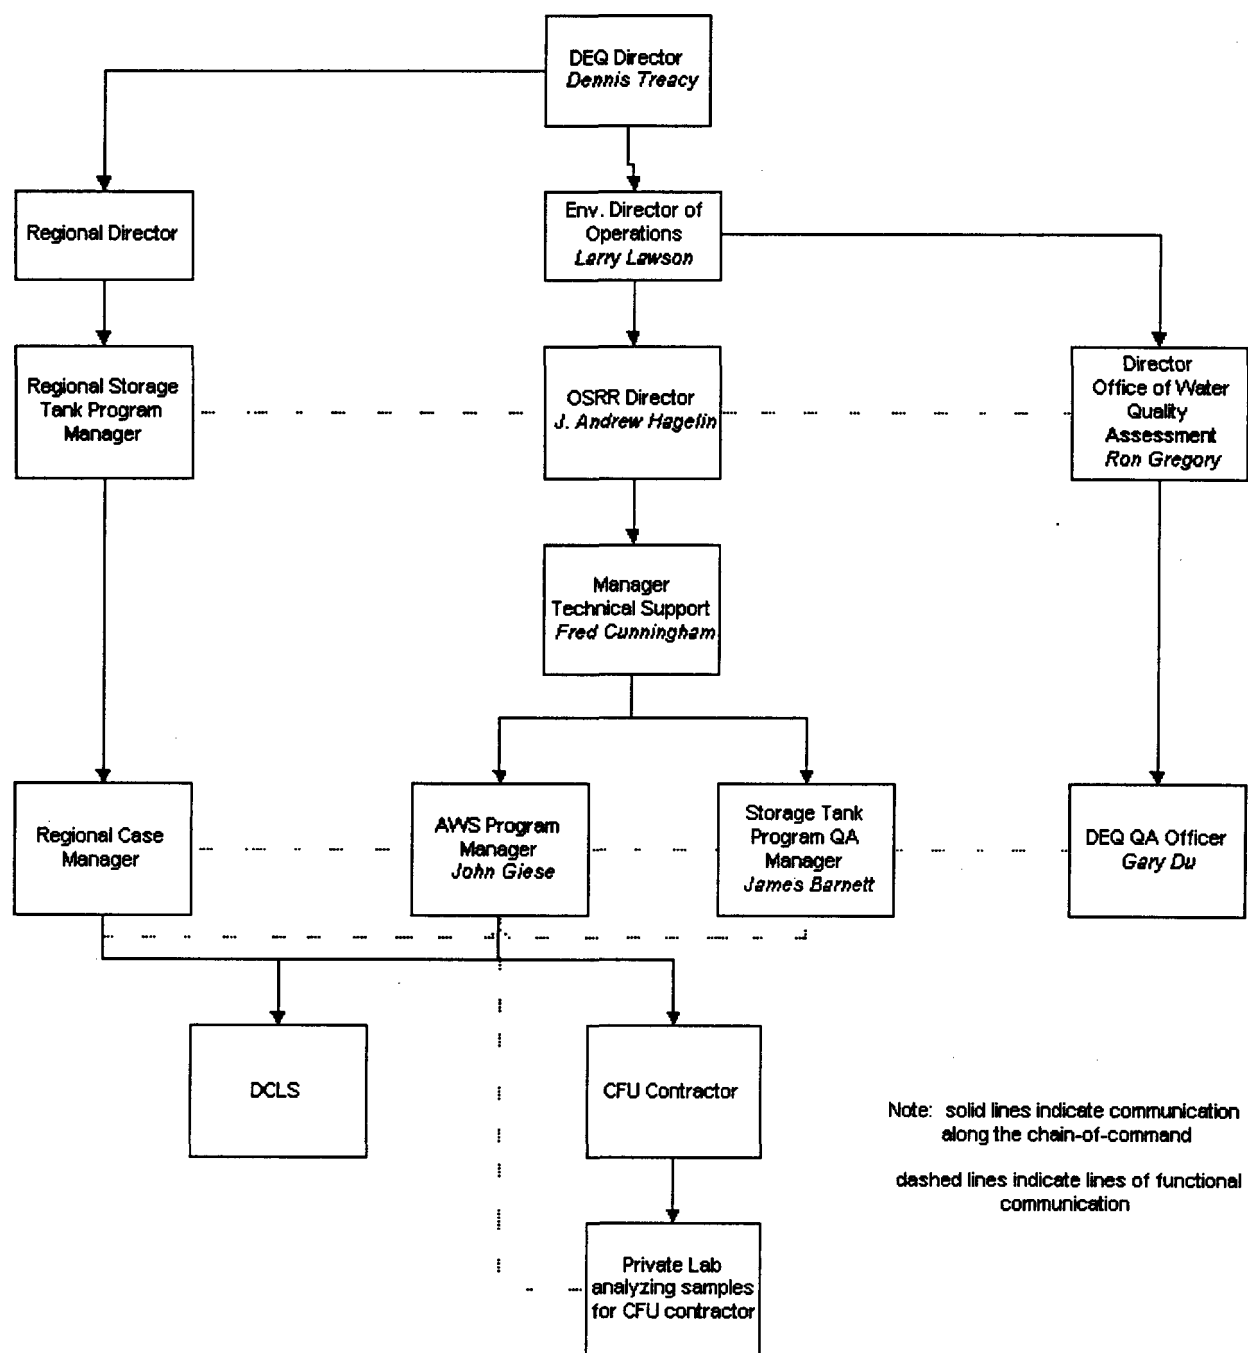 DEQ Director
Dennis Treacy
Regional Director
Env. Director of
Operations
Larry Lawson
Regional Storage
Tank Program
Manager
OSRR Director
J. Andrew Hagelin
Director
Office of Water
Quality
Assessment
Ron Gregory
Manager
Technical Support
Fred Cunningham
Regional Case
Manager
AWS Program
Manager
John Giese
Storage Tank
Program QA
Manager
James Barnett
DEQ QA Officer
Gary Du
DCLS
CFU Contractor
Note: solid lines indicate communication
along the chain-of-command
dashed lines indicate lines of functional
communication
Private Lab
analyzing samples
for CFU contractor